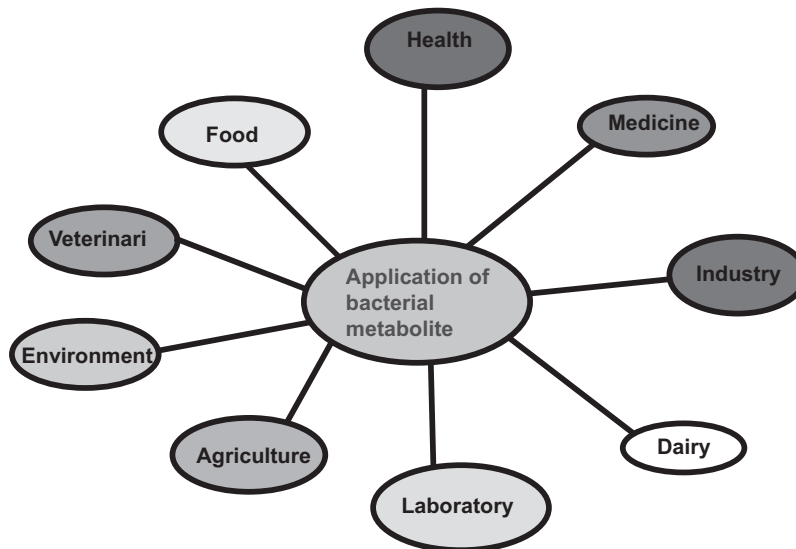 Health
Medicine
Food
Veterinari
Application of
bacterial
metabolite
Industry
Environment
Agriculture
Dairy
Laboratory